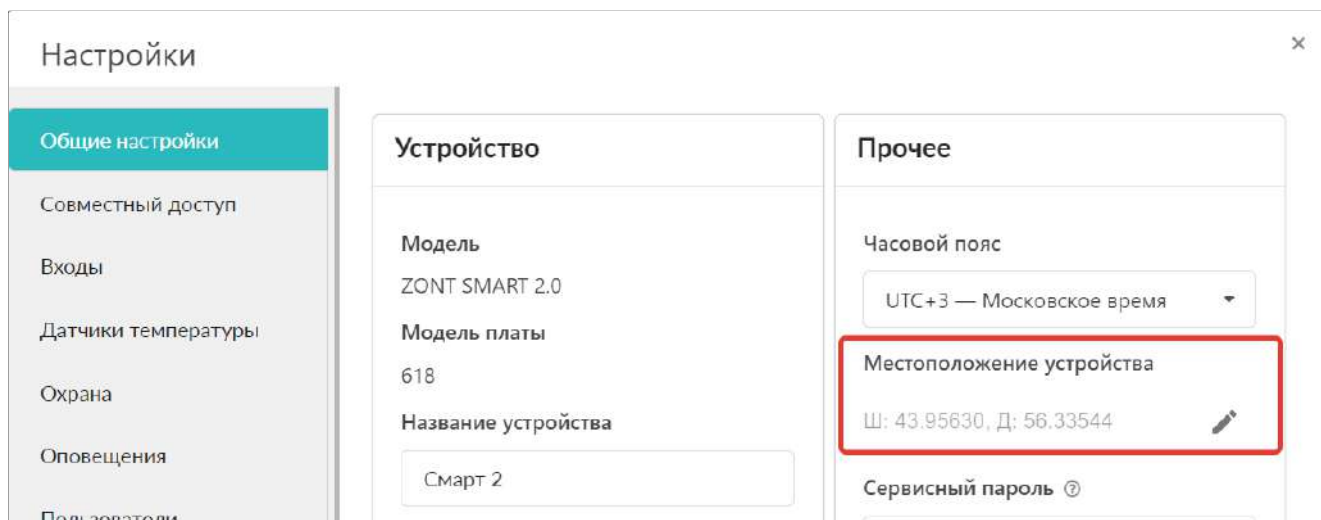 Настройки
Общие настройки
Совместный доступ
Входы
Датчики температуры
Охрана
Оповещения
Пользователи
Устройство
Модель
ZONT SMART 2.0
Модель платы
618
Название устройства
Смарт 2
Прочее
Часовой пояс
UTC+3 — Московское время
Местоположение устройства
Ш: 43.95630, Д: 56.33544
Сервисный пароль